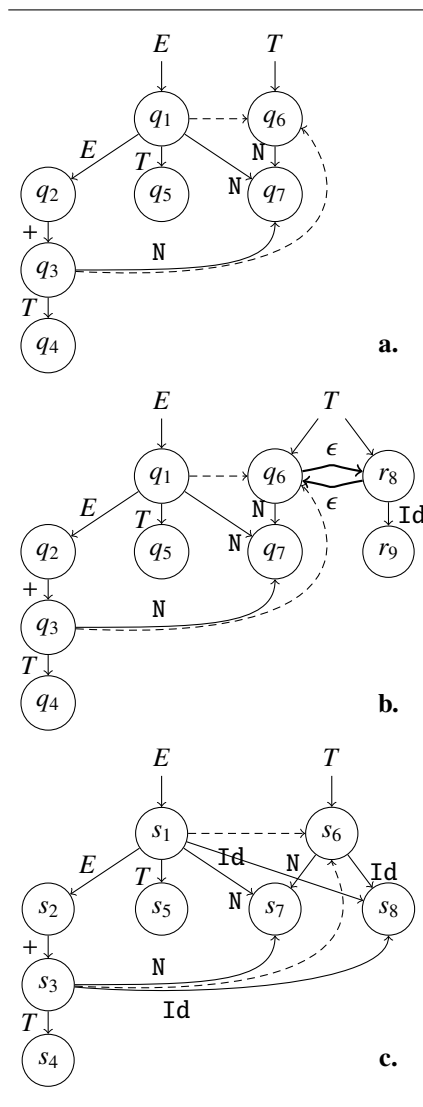 E T
q1 q6
E T N N
q2 q5 q7
+
q3 N
T
q4 a.
E T
q1 q6 ϵ r8
ϵ
E T N N Id
q2 q5 q7 r9
+
q3 N
T
q4 b.
E T
s1 s6
E T Id N N Id
s2 s5 s7 s8
+
s3 N
T Id
s4 c.